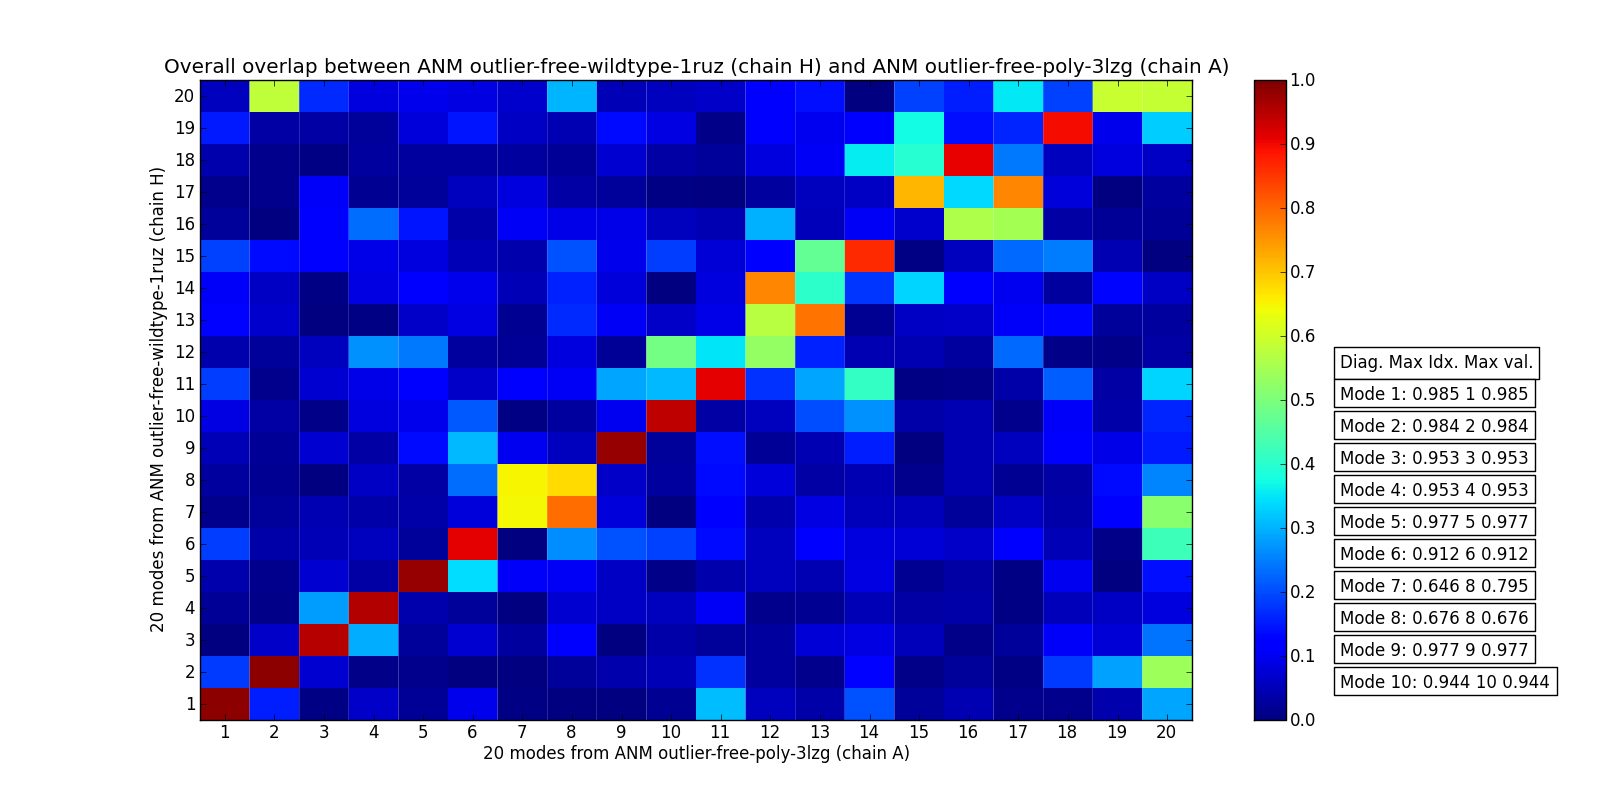 Overall overlap between ANM outlier-free-wildtype-1ruz (chain H) and ANM outlier-free-poly-3lzg (chain A)
20 modes from ANM outlier-free-wildtype-1ruz (chain H)
20
19
18
17
16
15
14
13
12
11
10
9
8
7
6
5
4
3
2
1
1 2 3 4 5 6 7 8 9 10 11 12 13 14 15 16 17 18 19 20
20 modes from ANM outlier-free-poly-3lzg (chain A)
1.0
0.9
0.8
0.7
0.6
0.5
0.4
0.3
0.2
0.1
0.0
Diag. Max Idx. Max val.
Mode 1: 0.985 1 0.985
Mode 2: 0.984 2 0.984
Mode 3: 0.953 3 0.953
Mode 4: 0.953 4 0.953
Mode 5: 0.977 5 0.977
Mode 6: 0.912 6 0.912
Mode 7: 0.646 8 0.795
Mode 8: 0.676 8 0.676
Mode 9: 0.977 9 0.977
Mode 10: 0.944 10 0.944